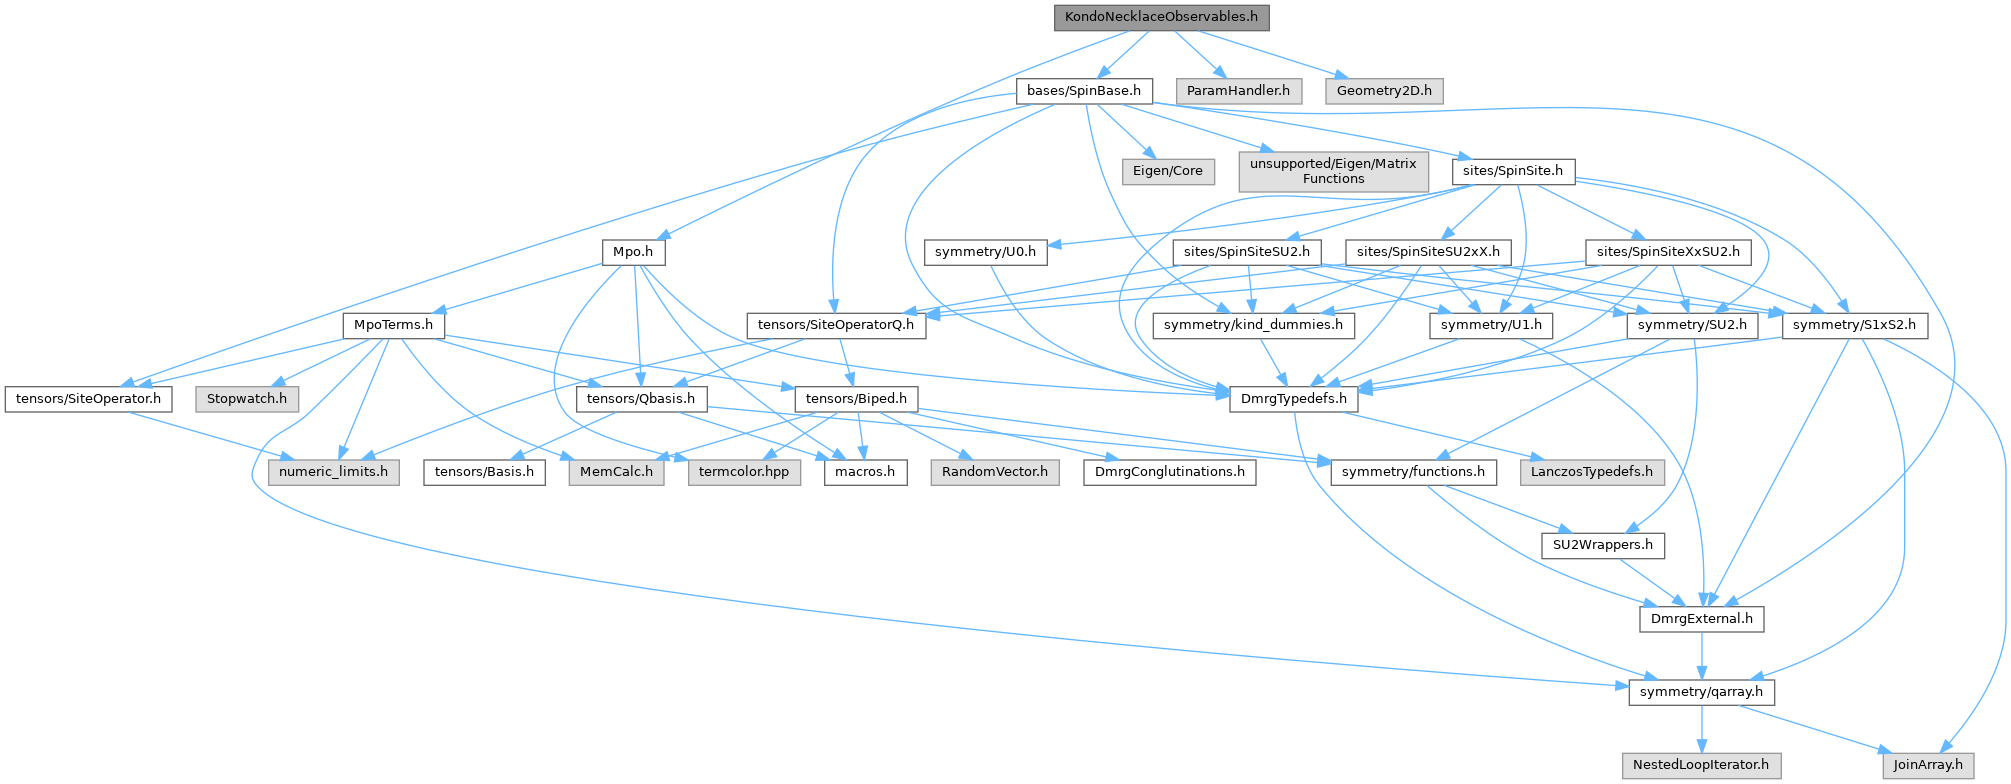 KondoNecklaceObservables.h
bases/SpinBase.h
ParamHandler.h
Geometry2D.h
Eigen/Core
unsupported/Eigen/Matrix
Functions
sites/SpinSite.h
Mpo.h
symmetry/U0.h
sites/SpinSiteSU2.h
sites/SpinSiteSU2xX.h
sites/SpinSiteXxSU2.h
MpoTerms.h
tensors/SiteOperatorQ.h
symmetry/kind_dummies.h
symmetry/U1.h
symmetry/SU2.h
symmetry/S1xS2.h
tensors/SiteOperator.h
Stopwatch.h
tensors/Qbasis.h
tensors/Biped.h
DmrgTypedefs.h
numeric_limits.h
tensors/Basis.h
MemCalc.h
termcolor.hpp
macros.h
RandomVector.h
DmrgConglutinations.h
symmetry/functions.h
LanczosTypedefs.h
SU2Wrappers.h
DmrgExternal.h
symmetry/qarray.h
NestedLoopIterator.h
JoinArray.h